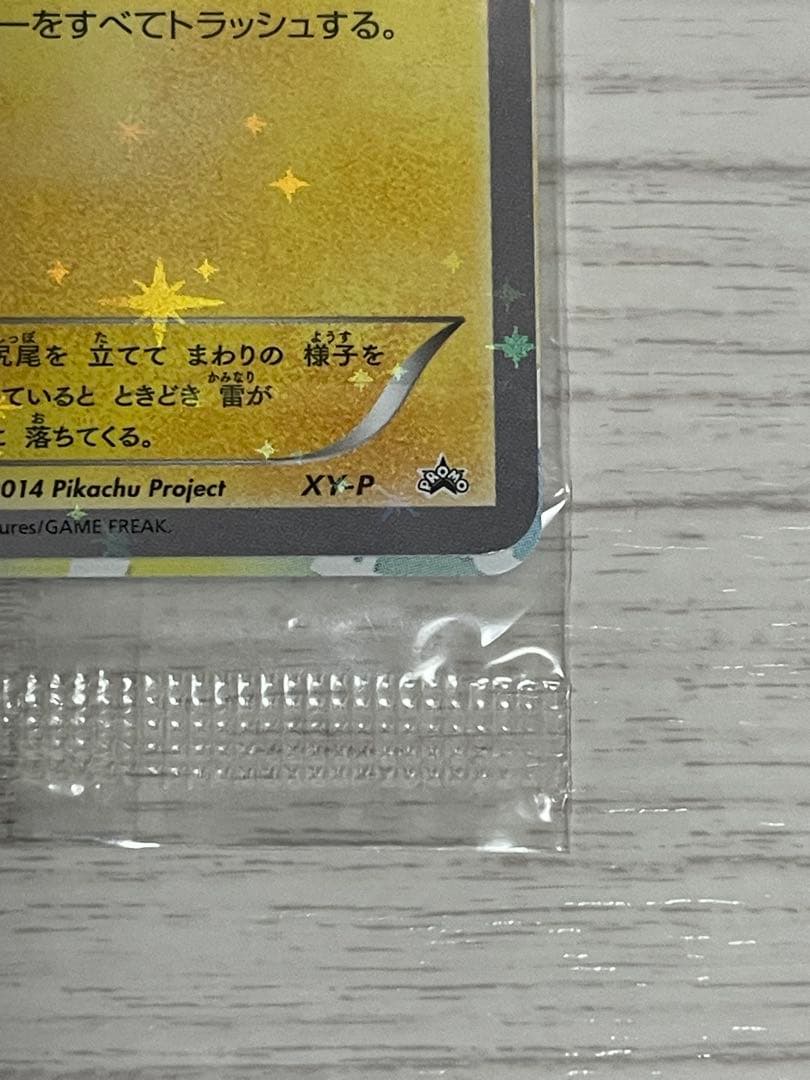 ーをすべてトラッシュする。
尻尾を 立てて まわりの 様子を
ていると ときどき 雷が
落ちてくる。
014 Pikachu Project XY-P PROMO
ures/GAME FREAK.